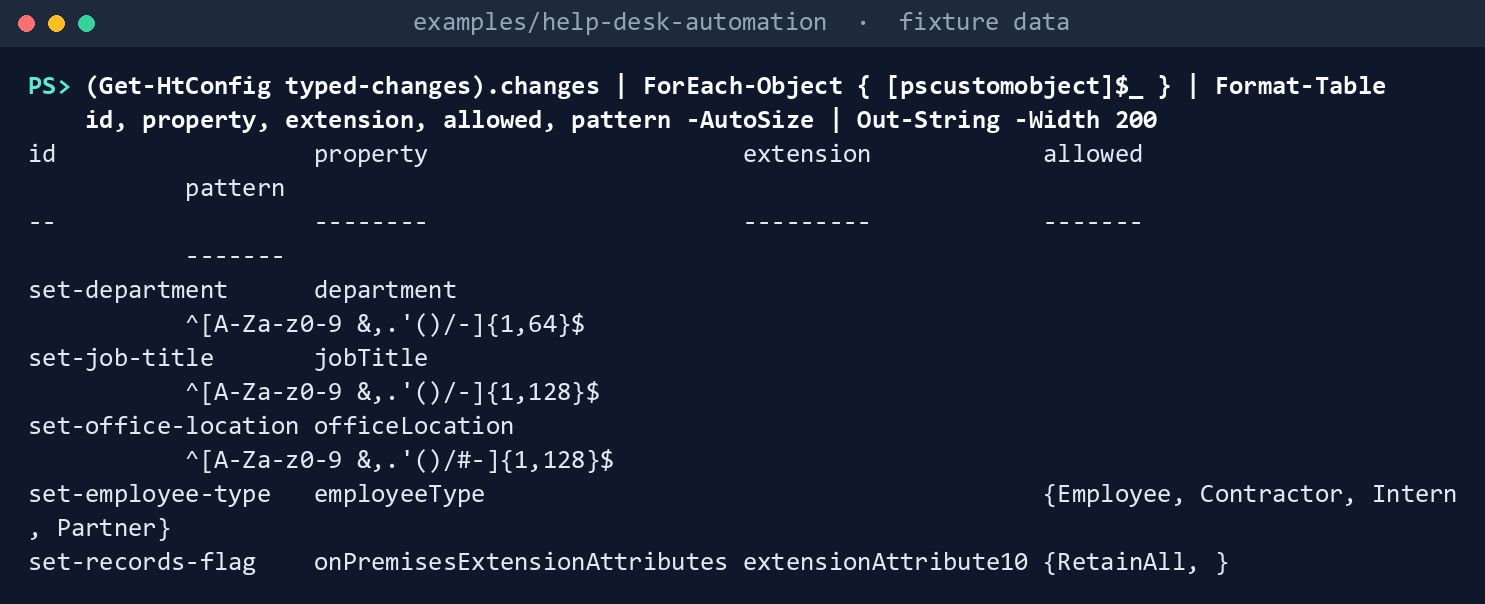 examples/help-desk-automation · fixture data
PS> (Get-HtConfig typed-changes).changes | ForEach-Object { [pscustomobject]$_ } | Format-Table
id, property, extension, allowed, pattern -AutoSize | Out-String -Width 200
id property extension allowed
pattern
-- -------- --------- -------
-------
set-department department
^[A-Za-z0-9 &,.'()/-]{1,64}$
set-job-title jobTitle
^[A-Za-z0-9 &,.'()/-]{1,128}$
set-office-location officeLocation
^[A-Za-z0-9 &,.'()/#-]{1,128}$
set-employee-type employeeType {Employee, Contractor, Intern
, Partner}
set-records-flag onPremisesExtensionAttributes extensionAttribute10 {RetainAll, }